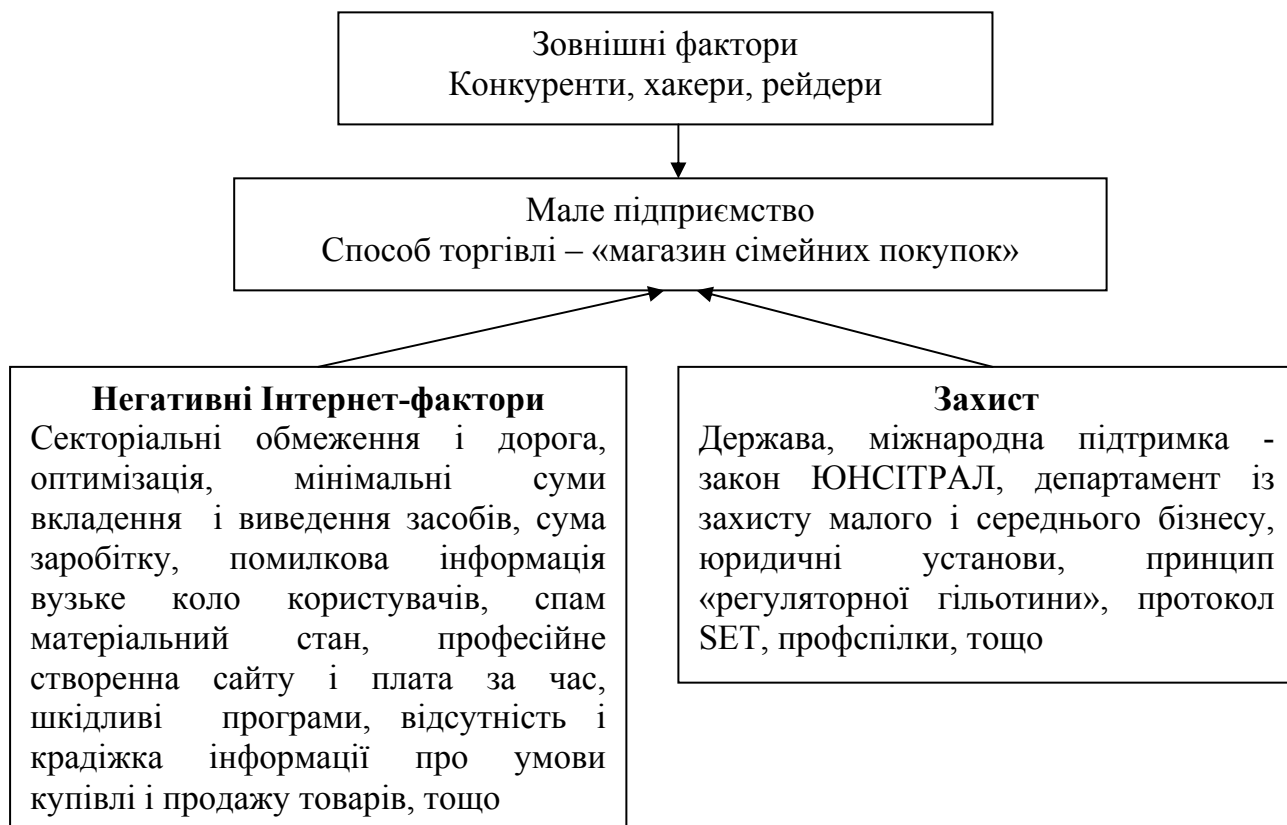 Зовнішні фактори
Конкуренти, хакери, рейдери
Мале підприємство
Спосіб торгівлі – «магазин сімейних покупок»
Негативні Інтернет-фактори
Секторіальні обмеження і дорога,
оптимізація, мінімальні суми
вкладення і виведення засобів, сума
заробітку, помилкова інформація
вузьке коло користувачів, спам
матеріальний стан, професійне
створенна сайту і плата за час,
шкідливі програми, відсутність і
крадіжка інформації про умови
купівлі і продажу товарів, тощо
Захист
Держава, міжнародна підтримка -
закон ЮНСІТРАЛ, департамент із
захисту малого і середнього бізнесу,
юридичні установи, принцип
«регуляторної гільотини», протокол
SET, профспілки, тощо